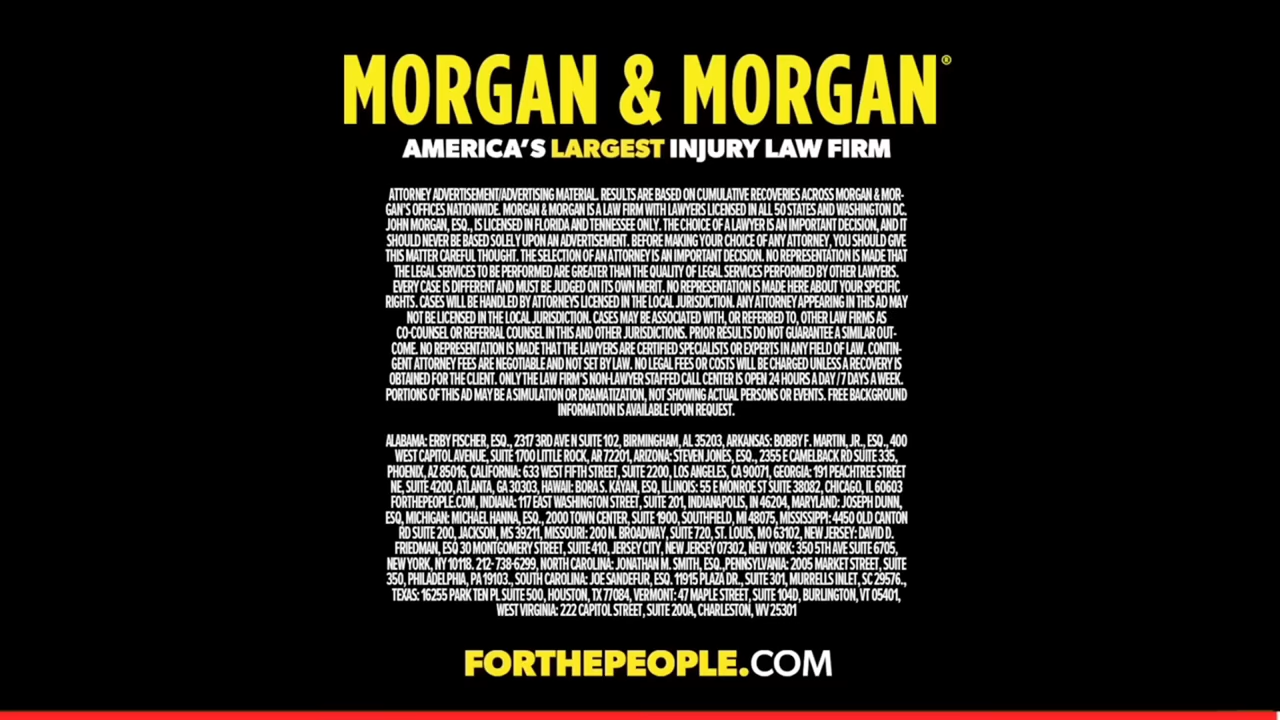 MORGAN & MORGAN®
AMERICA'S LARGEST INJURY LAW FIRM
ATTORNEY ADVERTISEMENT/ADVERTISING MATERIAL. RESULTS ARE BASED ON CUMULATIVE RECOVERIES ACROSS MORGAN & MOR-
GAN'S OFFICES NATIONWIDE. MORGAN & MORGAN IS A LAW FIRM WITH LAWYERS LICENSED IN ALL 50 STATES AND WASHINGTON DC.
JOHN MORGAN, ESQ., IS LICENSED IN FLORIDA AND TENNESSEE ONLY. THE CHOICE OF A LAWYER IS AN IMPORTANT DECISION, AND IT
SHOULD NEVER BE BASED SOLELY UPON AN ADVERTISEMENT. BEFORE MAKING YOUR CHOICE OF ANY ATTORNEY, YOU SHOULD GIVE
THIS MATTER CAREFUL THOUGHT. THE SELECTION OF AN ATTORNEY IS AN IMPORTANT DECISION. NO REPRESENTATION IS MADE THAT
THE LEGAL SERVICES TO BE PERFORMED ARE GREATER THAN THE QUALITY OF LEGAL SERVICES PERFORMED BY OTHER LAWYERS.
EVERY CASE IS DIFFERENT AND MUST BE JUDGED ON ITS OWN MERIT. NO REPRESENTATION IS MADE HERE ABOUT YOUR SPECIFIC
RIGHTS. CASES WILL BE HANDLED BY ATTORNEYS LICENSED IN THE LOCAL JURISDICTION. ANY ATTORNEY APPEARING IN THIS AD MAY
NOT BE LICENSED IN THE LOCAL JURISDICTION. CASES MAY BE ASSOCIATED WITH, OR REFERRED TO, OTHER LAW FIRMS AS
CO-COUNSEL OR REFERRAL COUNSEL IN THIS AND OTHER JURISDICTIONS. PRIOR RESULTS DO NOT GUARANTEE A SIMILAR OUT-
COME. NO REPRESENTATION IS MADE THAT THE LAWYERS ARE CERTIFIED SPECIALISTS OR EXPERTS IN ANY FIELD OF LAW. CONTIN-
GENT ATTORNEY FEES ARE NEGOTIABLE AND NOT SET BY LAW. NO LEGAL FEES OR COSTS WILL BE CHARGED UNLESS A RECOVERY IS
OBTAINED FOR THE CLIENT. ONLY THE LAW FIRM'S NON-LAWYER STAFFED CALL CENTER IS OPEN 24 HOURS A DAY / 7 DAYS A WEEK.
PORTIONS OF THIS AD MAY BE A SIMULATION OR DRAMATIZATION, NOT SHOWING ACTUAL PERSONS OR EVENTS. FREE BACKGROUND
INFORMATION IS AVAILABLE UPON REQUEST.
ALABAMA: ERBY FISCHER, ESQ., 2317 3RD AVE N SUITE 102, BIRMINGHAM, AL 35203, ARKANSAS: BOBBY F. MARTIN, JR., ESQ., 400
WEST CAPITOL AVENUE, SUITE 1700 LITTLE ROCK, AR 72201, ARIZONA: STEVEN JONES, ESQ., 2355 E CAMELBACK RD SUITE 335,
PHOENIX, AZ 85016, CALIFORNIA: 633 WEST FIFTH STREET, SUITE 2200, LOS ANGELES, CA 90071, GEORGIA: 191 PEACHTREE STREET
NE, SUITE 4200, ATLANTA, GA 30303, HAWAII: BORA S. KAYAN, ESQ, ILLINOIS: 55 E MONROE ST SUITE 38082, CHICAGO, IL 60603
FORTHEPEOPLE.COM, INDIANA: 117 EAST WASHINGTON STREET, SUITE 201, INDIANAPOLIS, IN 46204, MARYLAND: JOSEPH DUNN,
ESQ, MICHIGAN: MICHAEL HANNA, ESQ., 2000 TOWN CENTER, SUITE 1900, SOUTHFIELD, MI 48075, MISSISSIPPI: 4450 OLD CANTON
RD SUITE 200, JACKSON, MS 39211, MISSOURI: 200 N. BROADWAY, SUITE 720, ST. LOUIS, MO 63102, NEW JERSEY: DAVID D.
FRIEDMAN, ESQ 30 MONTGOMERY STREET, SUITE 410, JERSEY CITY, NEW JERSEY 07302, NEW YORK: 350 5TH AVE SUITE 6705,
NEW YORK, NY 10118. 212- 738-6299, NORTH CAROLINA: JONATHAN M. SMITH, ESQ., PENNSYLVANIA: 2005 MARKET STREET, SUITE
350, PHILADELPHIA, PA 19103., SOUTH CAROLINA: JOE SANDEFUR, ESQ. 11915 PLAZA DR., SUITE 301, MURRELLS INLET, SC 29576.,
TEXAS: 16255 PARK TEN PL SUITE 500, HOUSTON, TX 77084, VERMONT: 47 MAPLE STREET, SUITE 104D, BURLINGTON, VT 05401,
WEST VIRGINIA: 222 CAPITOL STREET, SUITE 200A, CHARLESTON, WV 25301
FORTHEPEOPLE.COM